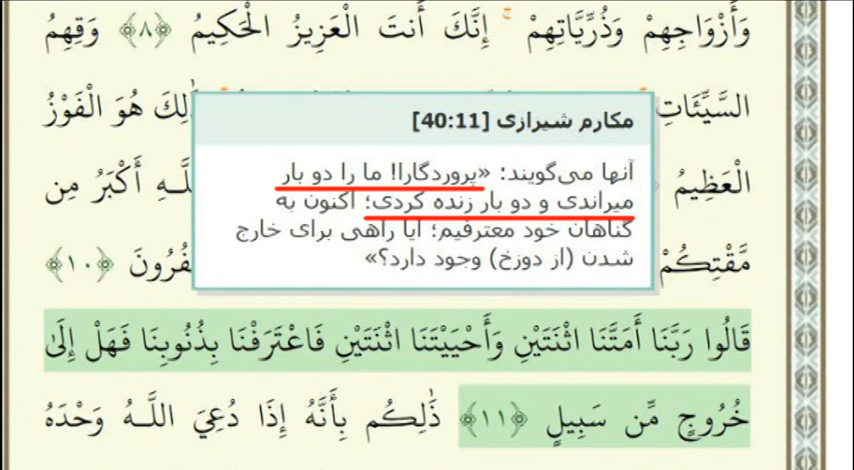 وَأَزْوَاجِهِمْ وَذُرِّيَّاتِهِمْ ۚ إِنَّكَ أَنتَ الْعَزِيزُ الْحَكِيمُ ﴿٨﴾ وَقِهِمُ
السَّيِّئَاتِ ذَٰلِكَ هُوَ الْفَوْزُ
مکارم شیرازی [40:11]
آنها می‌گویند: «پروردگارا! ما را دو بار
الْعَظِيمُ اللَّـهِ أَكْبَرُ مِن
میراندی و دو بار زنده کردی؛ اکنون به
گناهان خود معترفیم؛ آیا راهی برای خارج
شدن (از دوزخ) وجود دارد؟»
مَّقْتِكُمْ ﴿١٠﴾
قَالُوا رَبَّنَا أَمَتَّنَا اثْنَتَيْنِ وَأَحْيَيْتَنَا اثْنَتَيْنِ فَاعْتَرَفْنَا بِذُنُوبِنَا فَهَلْ إِلَىٰ
خُرُوجٍ مِّن سَبِيلٍ ﴿١١﴾ ذَٰلِكُم بِأَنَّهُ إِذَا دُعِيَ اللَّـهُ وَحْدَهُ